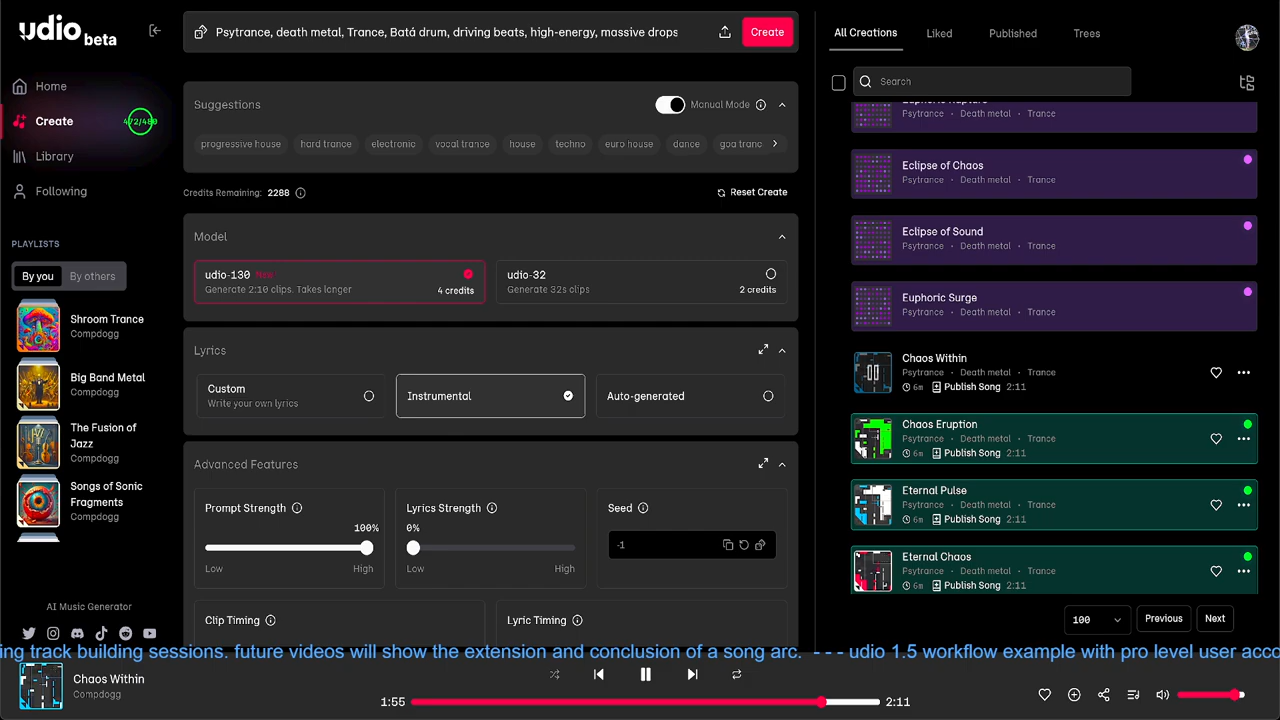 udio beta
Home
Create
472/480
Library
Following
PLAYLISTS
By you
By others
Shroom Trance
Compdogg
Big Band Metal
Compdogg
The Fusion of
Jazz
Compdogg
Songs of Sonic
Fragments
Compdogg
AI Music Generator
Psytrance, death metal, Trance, Batá drum, driving beats, high-energy, massive drops
Create
Suggestions
Manual Mode
progressive house
hard trance
electronic
vocal trance
house
techno
euro house
dance
goa tranc
Credits Remaining: 2288
Reset Create
Model
udio-130 New
Generate 2:10 clips. Takes longer
4 credits
udio-32
Generate 32s clips
2 credits
Lyrics
Custom
Write your own lyrics
Instrumental
Auto-generated
Advanced Features
Prompt Strength
100%
Low High
Lyrics Strength
0%
Low High
Seed
-1
Clip Timing
Lyric Timing
All Creations
Liked
Published
Trees
Search
Euphoric Rapture
Psytrance · Death metal · Trance
Eclipse of Chaos
Psytrance · Death metal · Trance
Eclipse of Sound
Psytrance · Death metal · Trance
Euphoric Surge
Psytrance · Death metal · Trance
Chaos Within
Psytrance · Death metal · Trance
6m Publish Song 2:11
Chaos Eruption
Psytrance · Death metal · Trance
6m Publish Song 2:11
Eternal Pulse
Psytrance · Death metal · Trance
6m Publish Song 2:11
Eternal Chaos
Psytrance · Death metal · Trance
6m Publish Song 2:11
100
Previous
Next
ing track building sessions. future videos will show the extension and conclusion of a song arc. - - - udio 1.5 workflow example with pro level user acco
Chaos Within
Compdogg
1:55
2:11